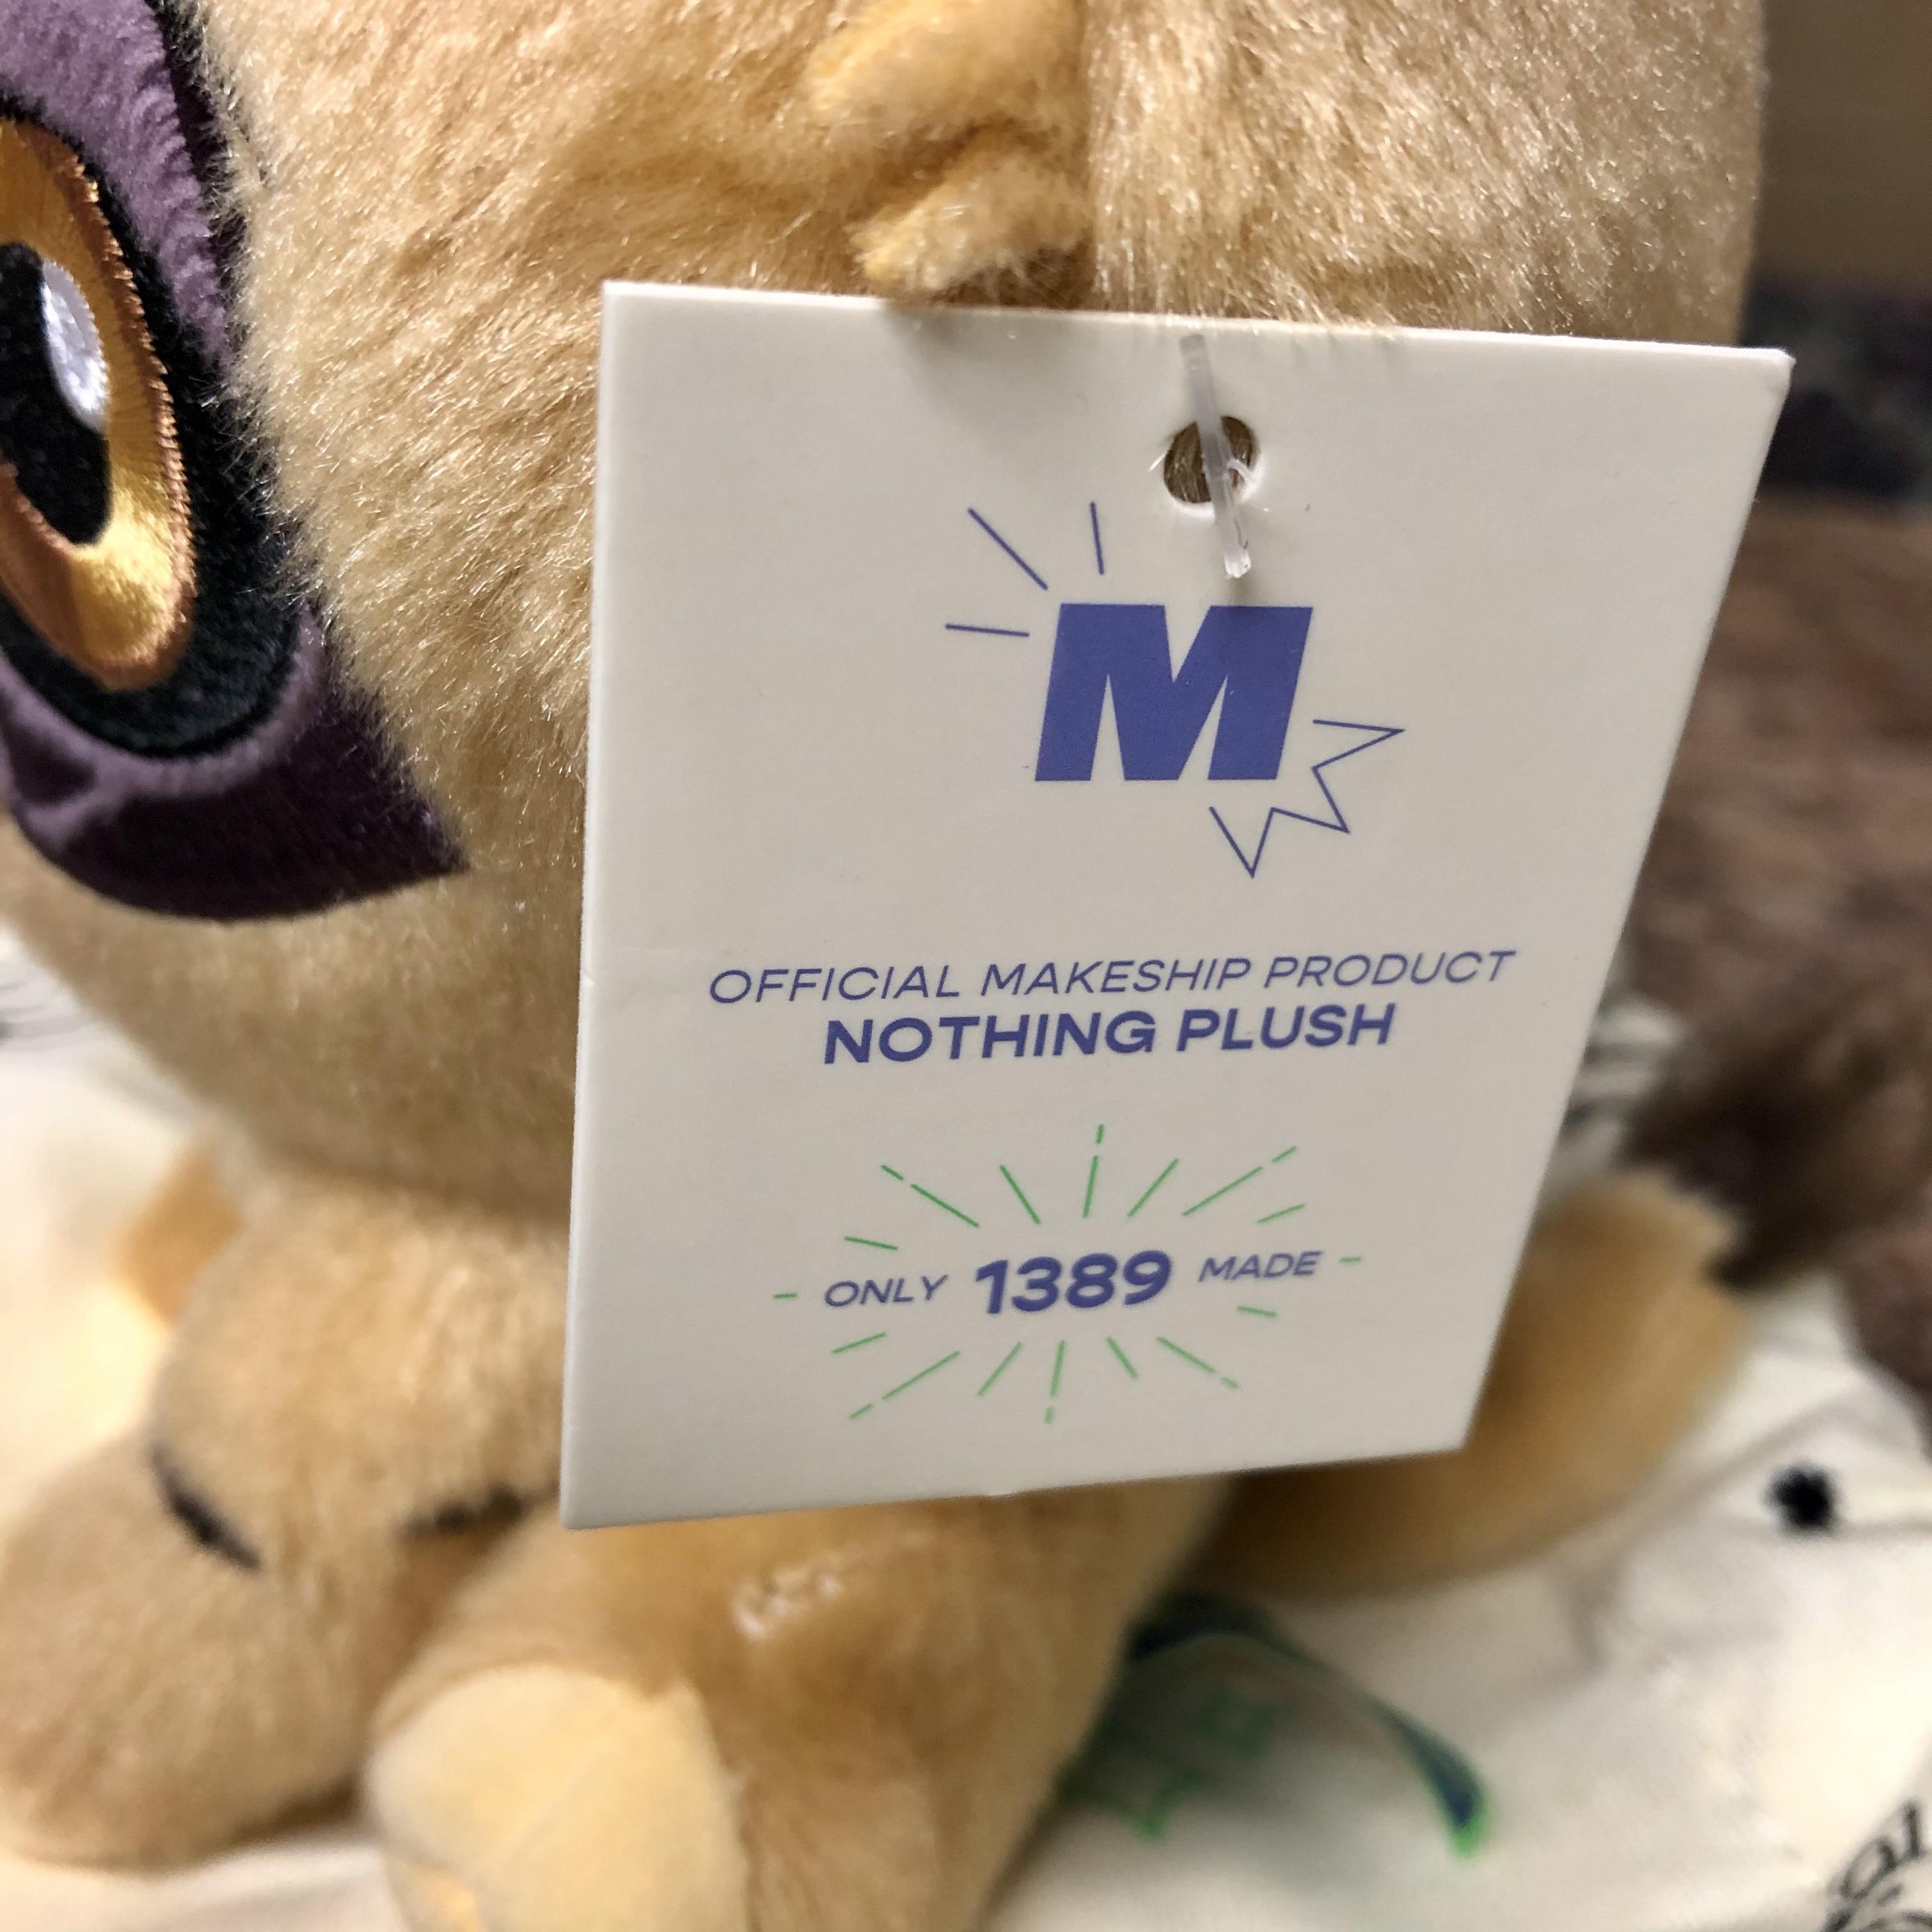 M
OFFICIAL MAKESHIP PRODUCT
NOTHING PLUSH
ONLY 1389 MADE